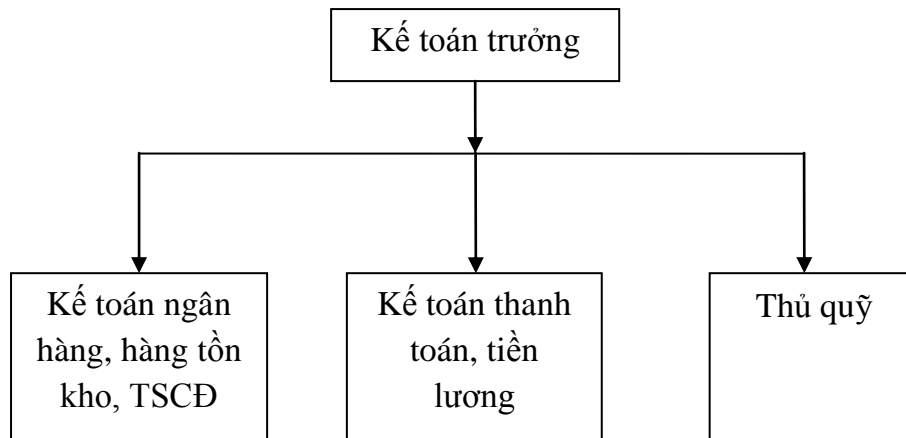 Kế toán trưởng
Kế toán ngân
hàng, hàng tồn
kho, TSCĐ
Kế toán thanh
toán, tiền
lương
Thủ quỹ